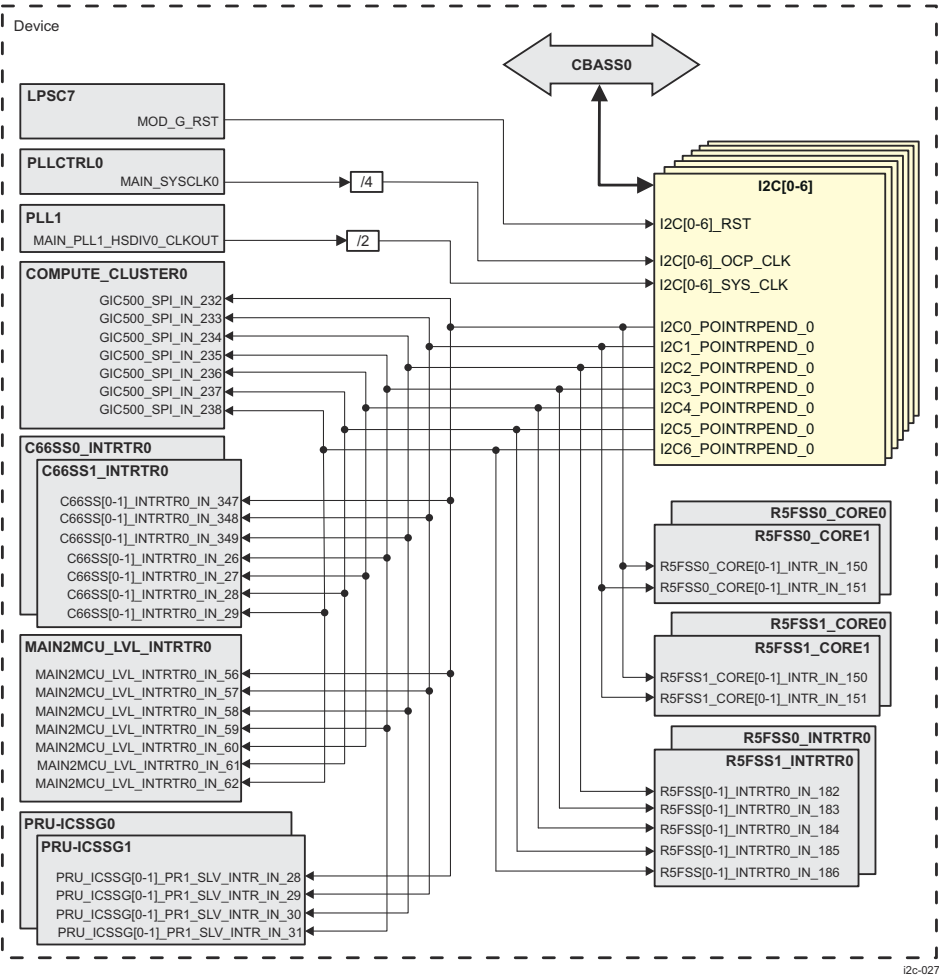 Device
CBASS0
LPSC7
MOD_G_RST
PLLCTRL0
MAIN_SYSCLK0
/4
PLL1
MAIN_PLL1_HSDIV0_CLKOUT
/2
I2C[0-6]
I2C[0-6]_RST
I2C[0-6]_OCP_CLK
I2C[0-6]_SYS_CLK
I2C0_POINTRPEND_0
I2C1_POINTRPEND_0
I2C2_POINTRPEND_0
I2C3_POINTRPEND_0
I2C4_POINTRPEND_0
I2C5_POINTRPEND_0
I2C6_POINTRPEND_0
COMPUTE_CLUSTER0
GIC500_SPI_IN_232
GIC500_SPI_IN_233
GIC500_SPI_IN_234
GIC500_SPI_IN_235
GIC500_SPI_IN_236
GIC500_SPI_IN_237
GIC500_SPI_IN_238
C66SS0_INTRTR0
C66SS1_INTRTR0
C66SS[0-1]_INTRTR0_IN_347
C66SS[0-1]_INTRTR0_IN_348
C66SS[0-1]_INTRTR0_IN_349
C66SS[0-1]_INTRTR0_IN_26
C66SS[0-1]_INTRTR0_IN_27
C66SS[0-1]_INTRTR0_IN_28
C66SS[0-1]_INTRTR0_IN_29
MAIN2MCU_LVL_INTRTR0
MAIN2MCU_LVL_INTRTR0_IN_56
MAIN2MCU_LVL_INTRTR0_IN_57
MAIN2MCU_LVL_INTRTR0_IN_58
MAIN2MCU_LVL_INTRTR0_IN_59
MAIN2MCU_LVL_INTRTR0_IN_60
MAIN2MCU_LVL_INTRTR0_IN_61
MAIN2MCU_LVL_INTRTR0_IN_62
PRU-ICSSG0
PRU-ICSSG1
PRU_ICSSG[0-1]_PR1_SLV_INTR_IN_28
PRU_ICSSG[0-1]_PR1_SLV_INTR_IN_29
PRU_ICSSG[0-1]_PR1_SLV_INTR_IN_30
PRU_ICSSG[0-1]_PR1_SLV_INTR_IN_31
R5FSS0_CORE0
R5FSS0_CORE1
R5FSS0_CORE[0-1]_INTR_IN_150
R5FSS0_CORE[0-1]_INTR_IN_151
R5FSS1_CORE0
R5FSS1_CORE1
R5FSS1_CORE[0-1]_INTR_IN_150
R5FSS1_CORE[0-1]_INTR_IN_151
R5FSS0_INTRTR0
R5FSS1_INTRTR0
R5FSS[0-1]_INTRTR0_IN_182
R5FSS[0-1]_INTRTR0_IN_183
R5FSS[0-1]_INTRTR0_IN_184
R5FSS[0-1]_INTRTR0_IN_185
R5FSS[0-1]_INTRTR0_IN_186
i2c-027